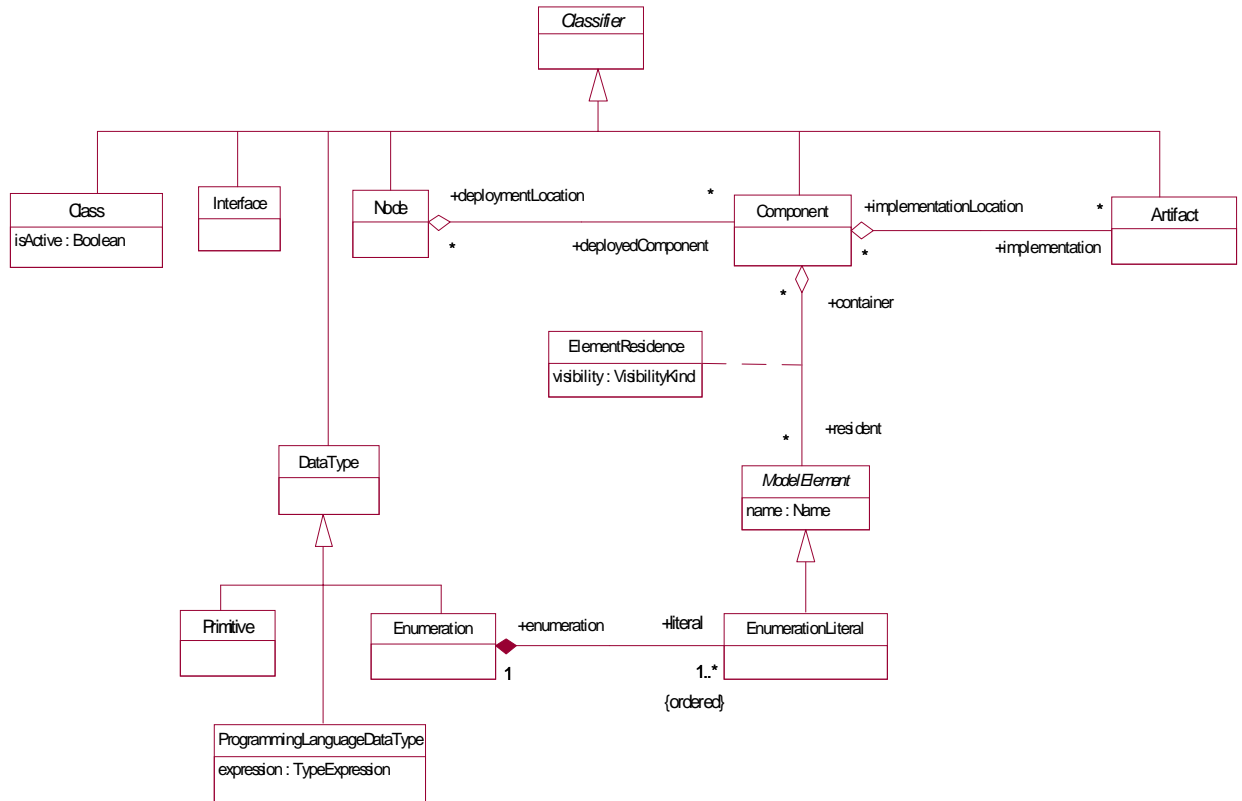 Classifier
Class
isActive : Boolean
Interface
Node
+deploymentLocation
*
*
+deployedComponent
Component
+implementationLocation
*
*
+implementation
Artifact
*
+container
ElementResidence
visibility : VisibilityKind
+resident
*
DataType
ModelElement
name : Name
Primitive
Enumeration
+enumeration
+literal
1
1..*
{ordered}
EnumerationLiteral
ProgrammingLanguageDataType
expression : TypeExpression